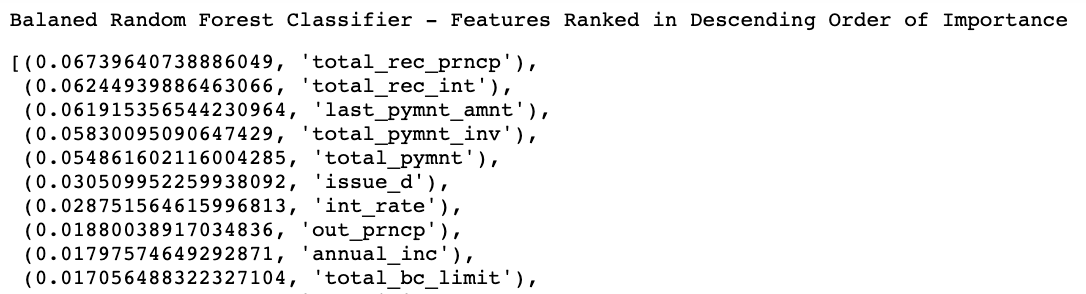 Balaned Random Forest Classifier - Features Ranked in Descending Order of Importance
[(0.06739640738886049, 'total_rec_prncp'),
(0.06244939886463066, 'total_rec_int'),
(0.061915356544230964, 'last_pymnt_amnt'),
(0.05830095090647429, 'total_pymnt_inv'),
(0.054861602116004285, 'total_pymnt'),
(0.030509952259938092, 'issue_d'),
(0.028751564615996813, 'int_rate'),
(0.01880038917034836, 'out_prncp'),
(0.01797574649292871, 'annual_inc'),
(0.017056488322327104, 'total_bc_limit'),